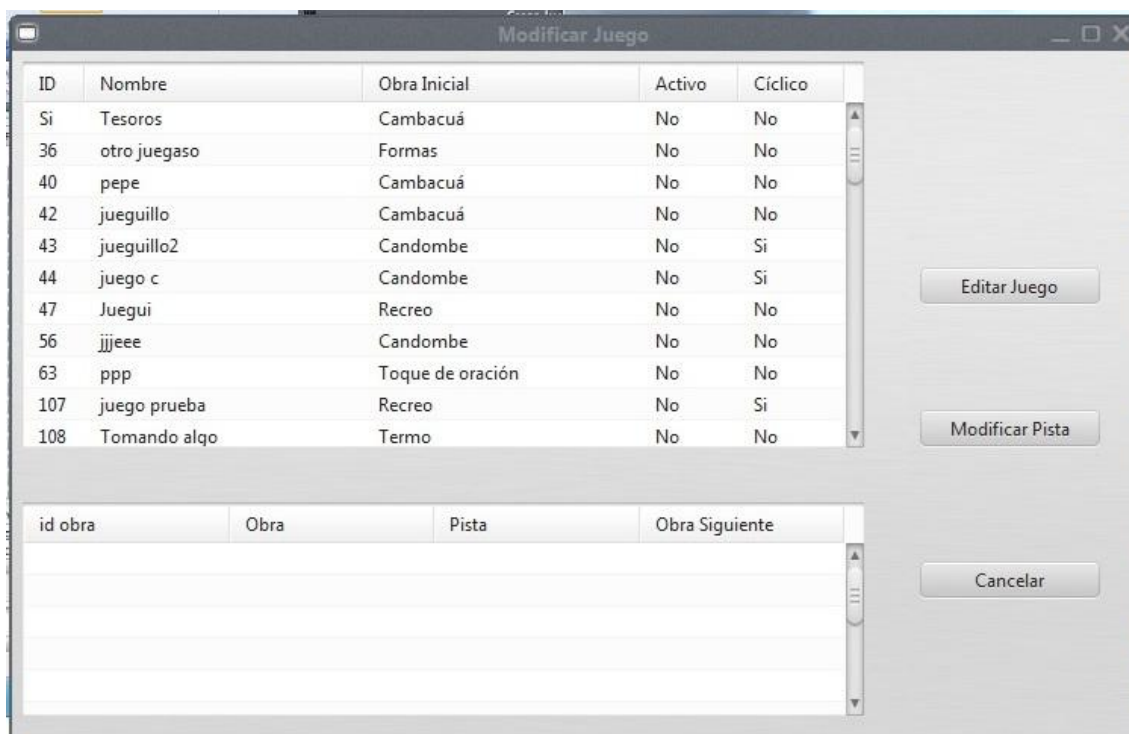 Modificar Juego
ID Nombre Obra Inicial Activo Cíclico
Si Tesoros Cambacuá No No
36 otro juegaso Formas No No
40 pepe Cambacuá No No
42 jueguillo Cambacuá No No
43 jueguillo2 Candombe No Si
44 juego c Candombe No Si
Editar Juego
47 Juegui Recreo No No
56 jjjeee Candombe No No
63 ppp Toque de oración No No
107 juego prueba Recreo No Si
108 Tomando algo Termo No No
Modificar Pista
id obra Obra Pista Obra Siguiente
Cancelar